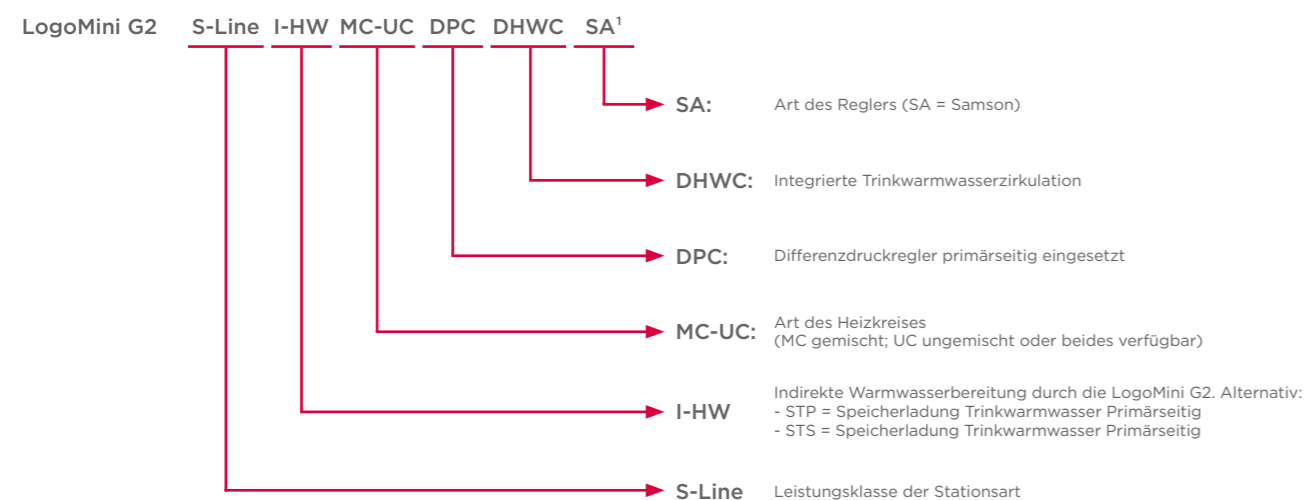 LogoMini G2 S-Line I-HW MC-UC DPC DHWC SA¹
SA: Art des Reglers (SA = Samson)
DHWC: Integrierte Trinkwarmwasserzirkulation
DPC: Differenzdruckregler primärseitig eingesetzt
MC-UC: Art des Heizkreises
(MC gemischt; UC ungemischt oder beides verfügbar)
I-HW Indirekte Warmwasserbereitung durch die LogoMini G2. Alternativ:
- STP = Speicherladung Trinkwarmwasser Primärseitig
- STS = Speicherladung Trinkwarmwasser Primärseitig
S-Line Leistungsklasse der Stationsart